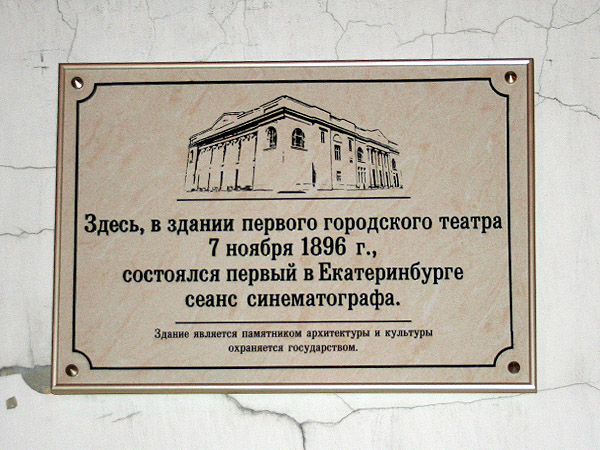 Здесь, в здании первого городского театра
7 ноября 1896 г.,
состоялся первый в Екатеринбурге
сеанс синематографа.
Здание является памятником архитектуры и культуры
охраняется государством.